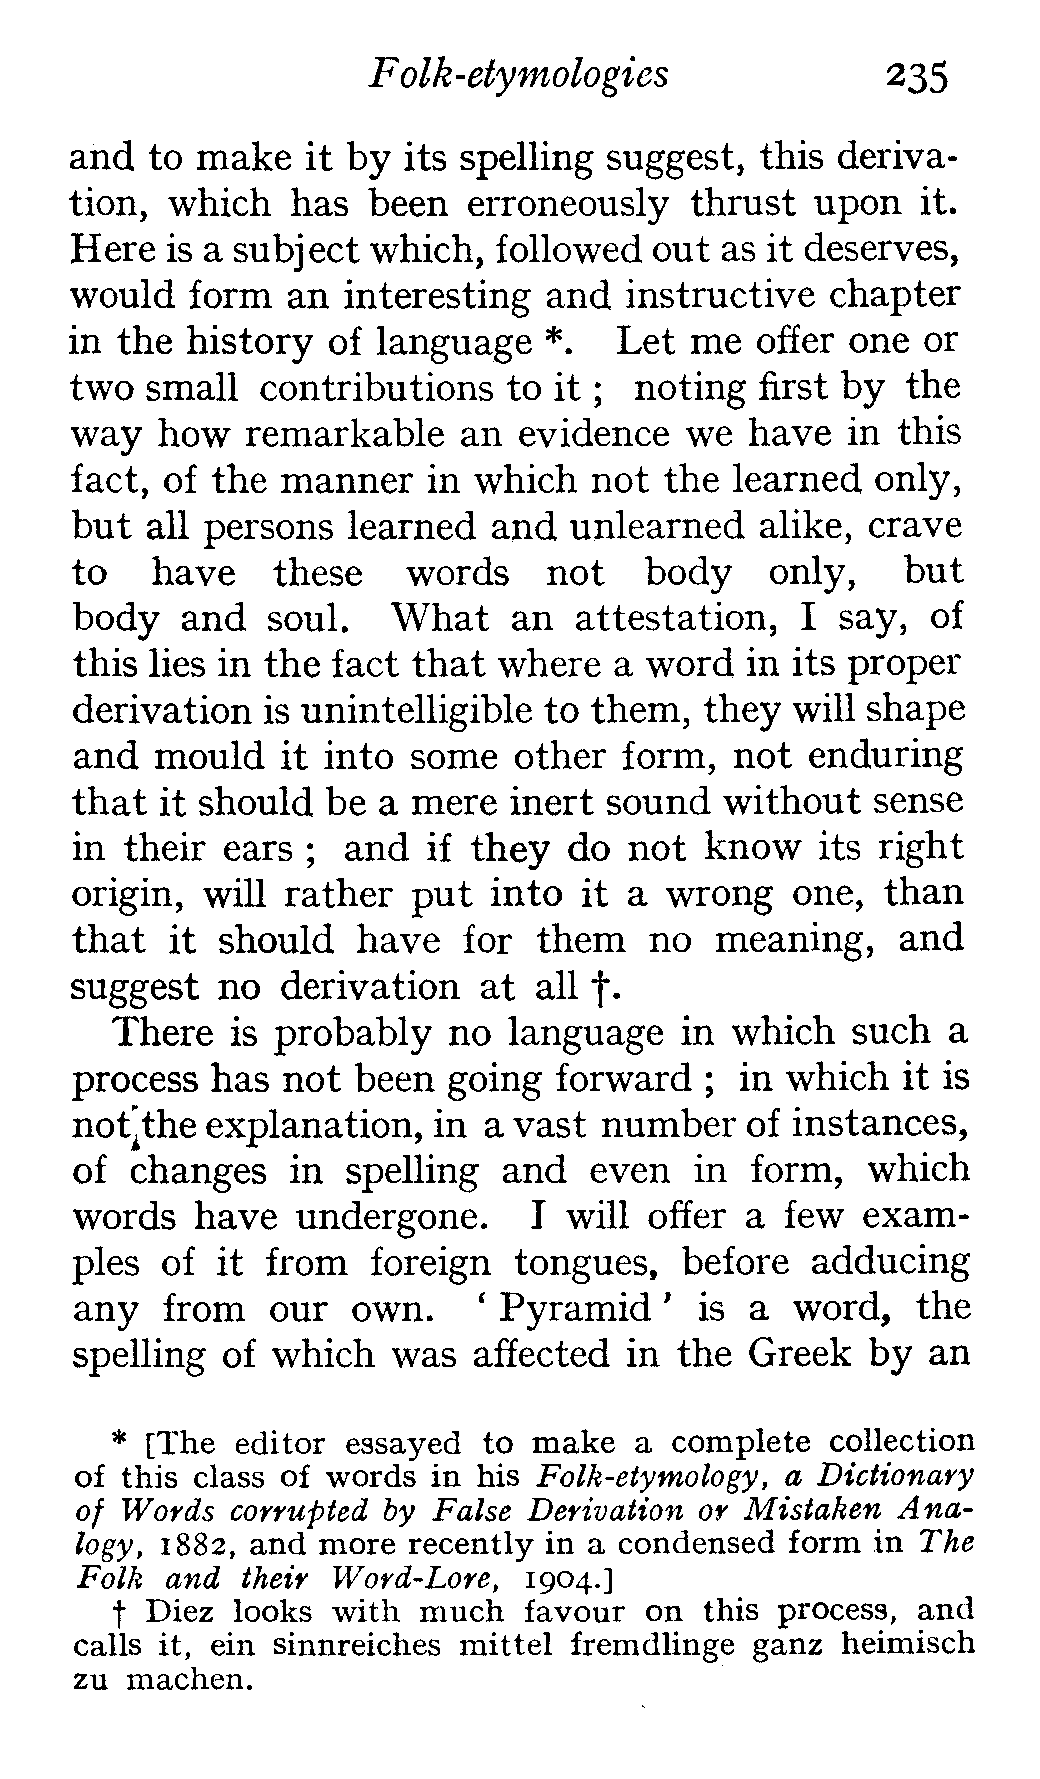 Folk-etymologies 235
and to make it by its spelling suggest, this deriva-
tion, which has been erroneously thrust upon it.
Here is a subject which, followed out as it deserves,
would form an interesting and instructive chapter
in the history of language *. Let me offer one or
two small contributions to it ; noting first by the
way how remarkable an evidence we have in this
fact, of the manner in which not the learned only,
but all persons learned and unlearned alike, crave
to have these words not body only, but
body and soul. What an attestation, I say, of
this lies in the fact that where a word in its proper
derivation is unintelligible to them, they will shape
and mould it into some other form, not enduring
that it should be a mere inert sound without sense
in their ears ; and if they do not know its right
origin, will rather put into it a wrong one, than
that it should have for them no meaning, and
suggest no derivation at all †.
There is probably no language in which such a
process has not been going forward ; in which it is
not the explanation, in a vast number of instances,
of changes in spelling and even in form, which
words have undergone. I will offer a few exam-
ples of it from foreign tongues, before adducing
any from our own. ‘ Pyramid ’ is a word, the
spelling of which was affected in the Greek by an
* [The editor essayed to make a complete collection
of this class of words in his Folk-etymology, a Dictionary
of Words corrupted by False Derivation or Mistaken Ana-
logy, 1882, and more recently in a condensed form in The
Folk and their Word-Lore, 1904.]
† Diez looks with much favour on this process, and
calls it, ein sinnreiches mittel fremdlinge ganz heimisch
zu machen.